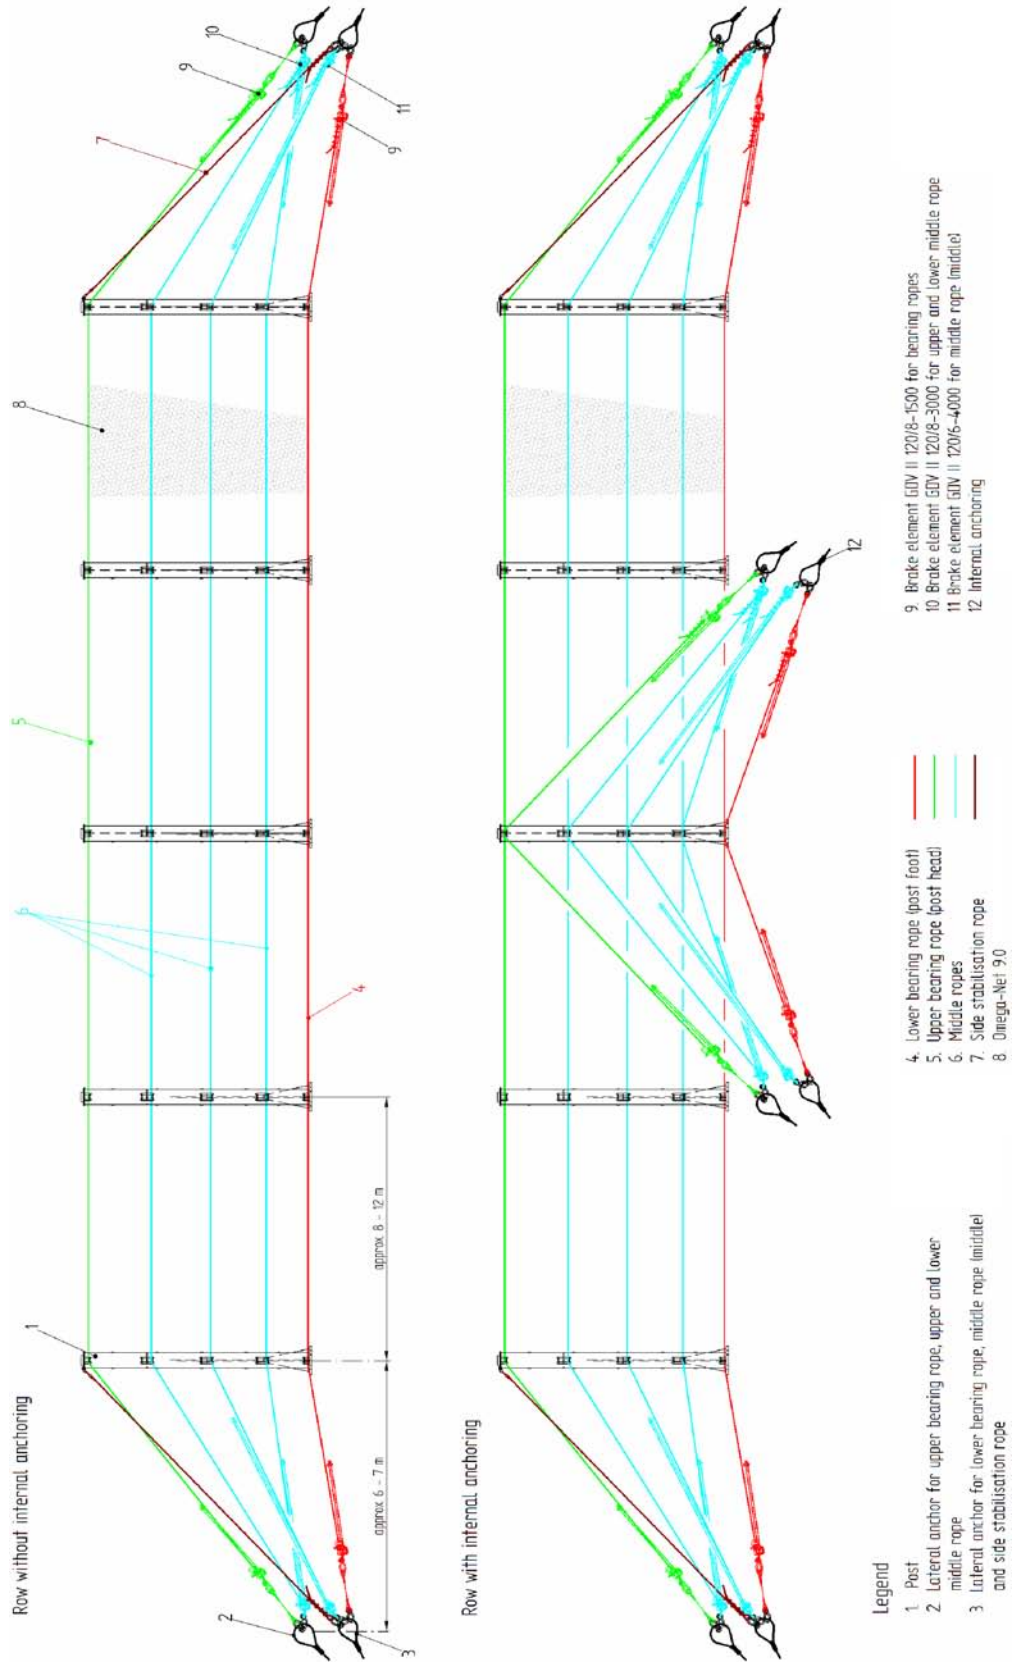 Row without internal anchoring
1
2
3
4
5
6
7
8
9
10
11
9
approx. 6 - 7 m
approx. 8 - 12 m
Row with internal anchoring
12
Legend
1 Post
2 Lateral anchor for upper bearing rope, upper and lower
middle rope
3 Lateral anchor for lower bearing rope, middle rope (middle)
and side stabilisation rope
4. Lower bearing rope (post foot)
5. Upper bearing rope (post head)
6. Middle ropes
7. Side stabilisation rope
8 Omega-Net 9.0
9. Brake element GDV II 120/8-1500 for bearing ropes
10 Brake element GDV II 120/8-3000 for upper and lower middle rope
11 Brake element GDV II 120/6-4000 for middle rope (middle)
12 Internal anchoring